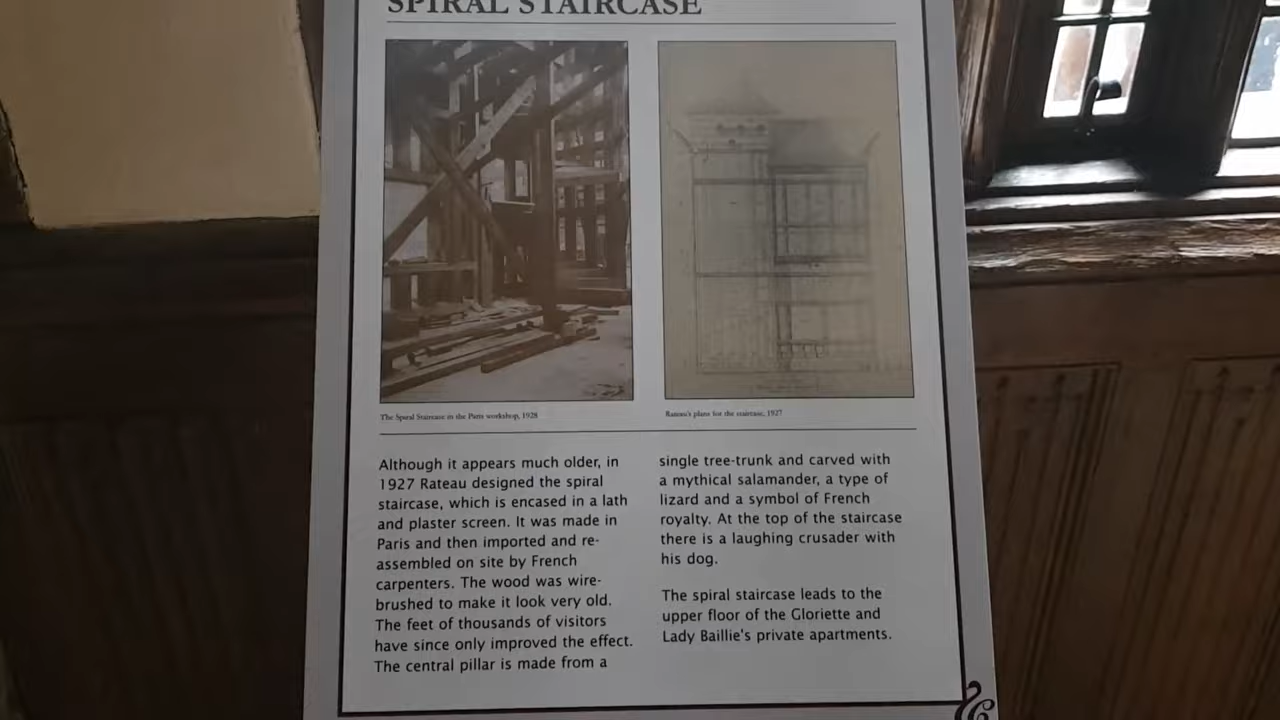 SPIRAL STAIRCASE
The Spiral Staircase in the Paris workshop, 1928
Rateau's plans for the staircase, 1927
Although it appears much older, in
1927 Rateau designed the spiral
staircase, which is encased in a lath
and plaster screen. It was made in
Paris and then imported and re-
assembled on site by French
carpenters. The wood was wire-
brushed to make it look very old.
The feet of thousands of visitors
have since only improved the effect.
The central pillar is made from a
single tree-trunk and carved with
a mythical salamander, a type of
lizard and a symbol of French
royalty. At the top of the staircase
there is a laughing crusader with
his dog.
The spiral staircase leads to the
upper floor of the Gloriette and
Lady Baillie's private apartments.